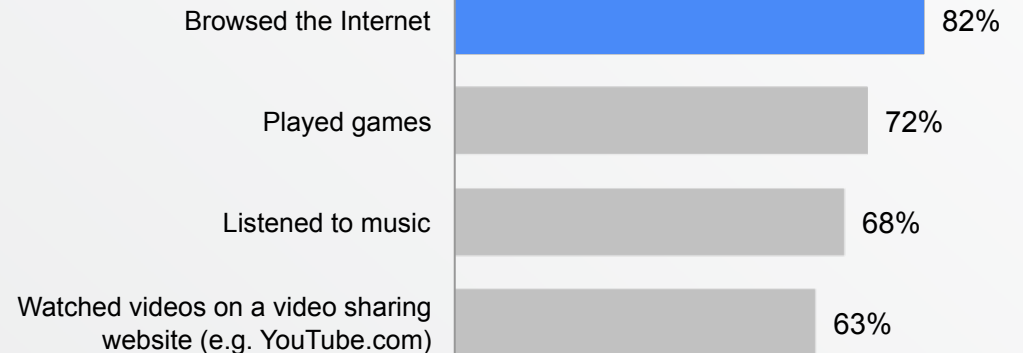 Browsed the Internet 82%
Played games 72%
Listened to music 68%
Watched videos on a video sharing
website (e.g. YouTube.com) 63%